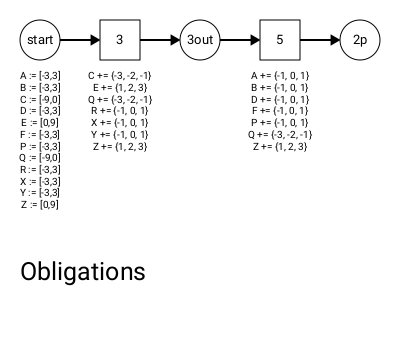 start
3
3out
5
2p
A := [-3,3]
B := [-3,3]
C := [-9,0]
D := [-3,3]
E := [0,9]
F := [-3,3]
P := [-3,3]
Q := [-9,0]
R := [-3,3]
X := [-3,3]
Y := [-3,3]
Z := [0,9]
C += {-3, -2, -1}
E += {1, 2, 3}
Q += {-3, -2, -1}
R += {-1, 0, 1}
X += {-1, 0, 1}
Y += {-1, 0, 1}
Z += {1, 2, 3}
A += {-1, 0, 1}
B += {-1, 0, 1}
D += {-1, 0, 1}
F += {-1, 0, 1}
P += {-1, 0, 1}
Q += {-3, -2, -1}
Z += {1, 2, 3}
Obligations